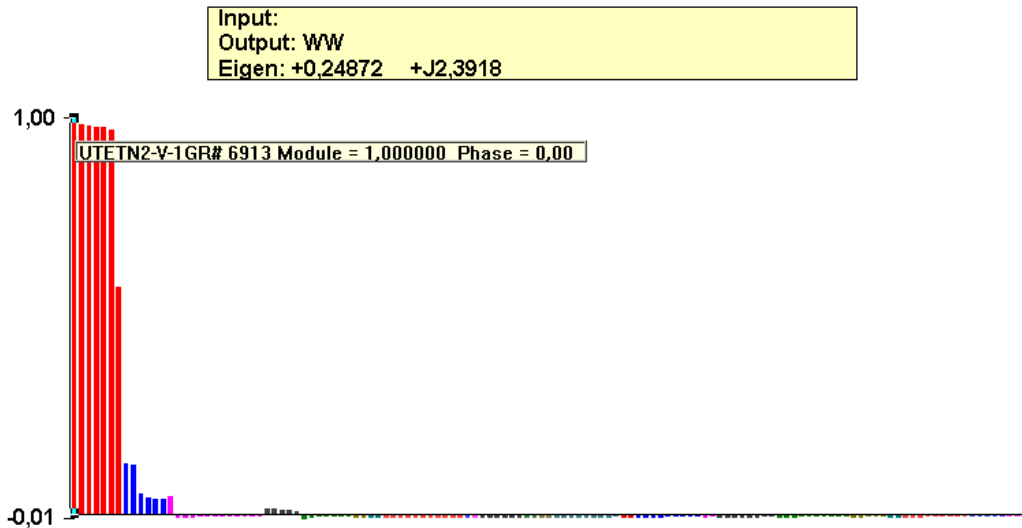 Input:
Output: WW
Eigen: +0,24872 +J2,3918
1,00
UTETN2-V-1GR# 6913 Module = 1,000000 Phase = 0,00
-0,01